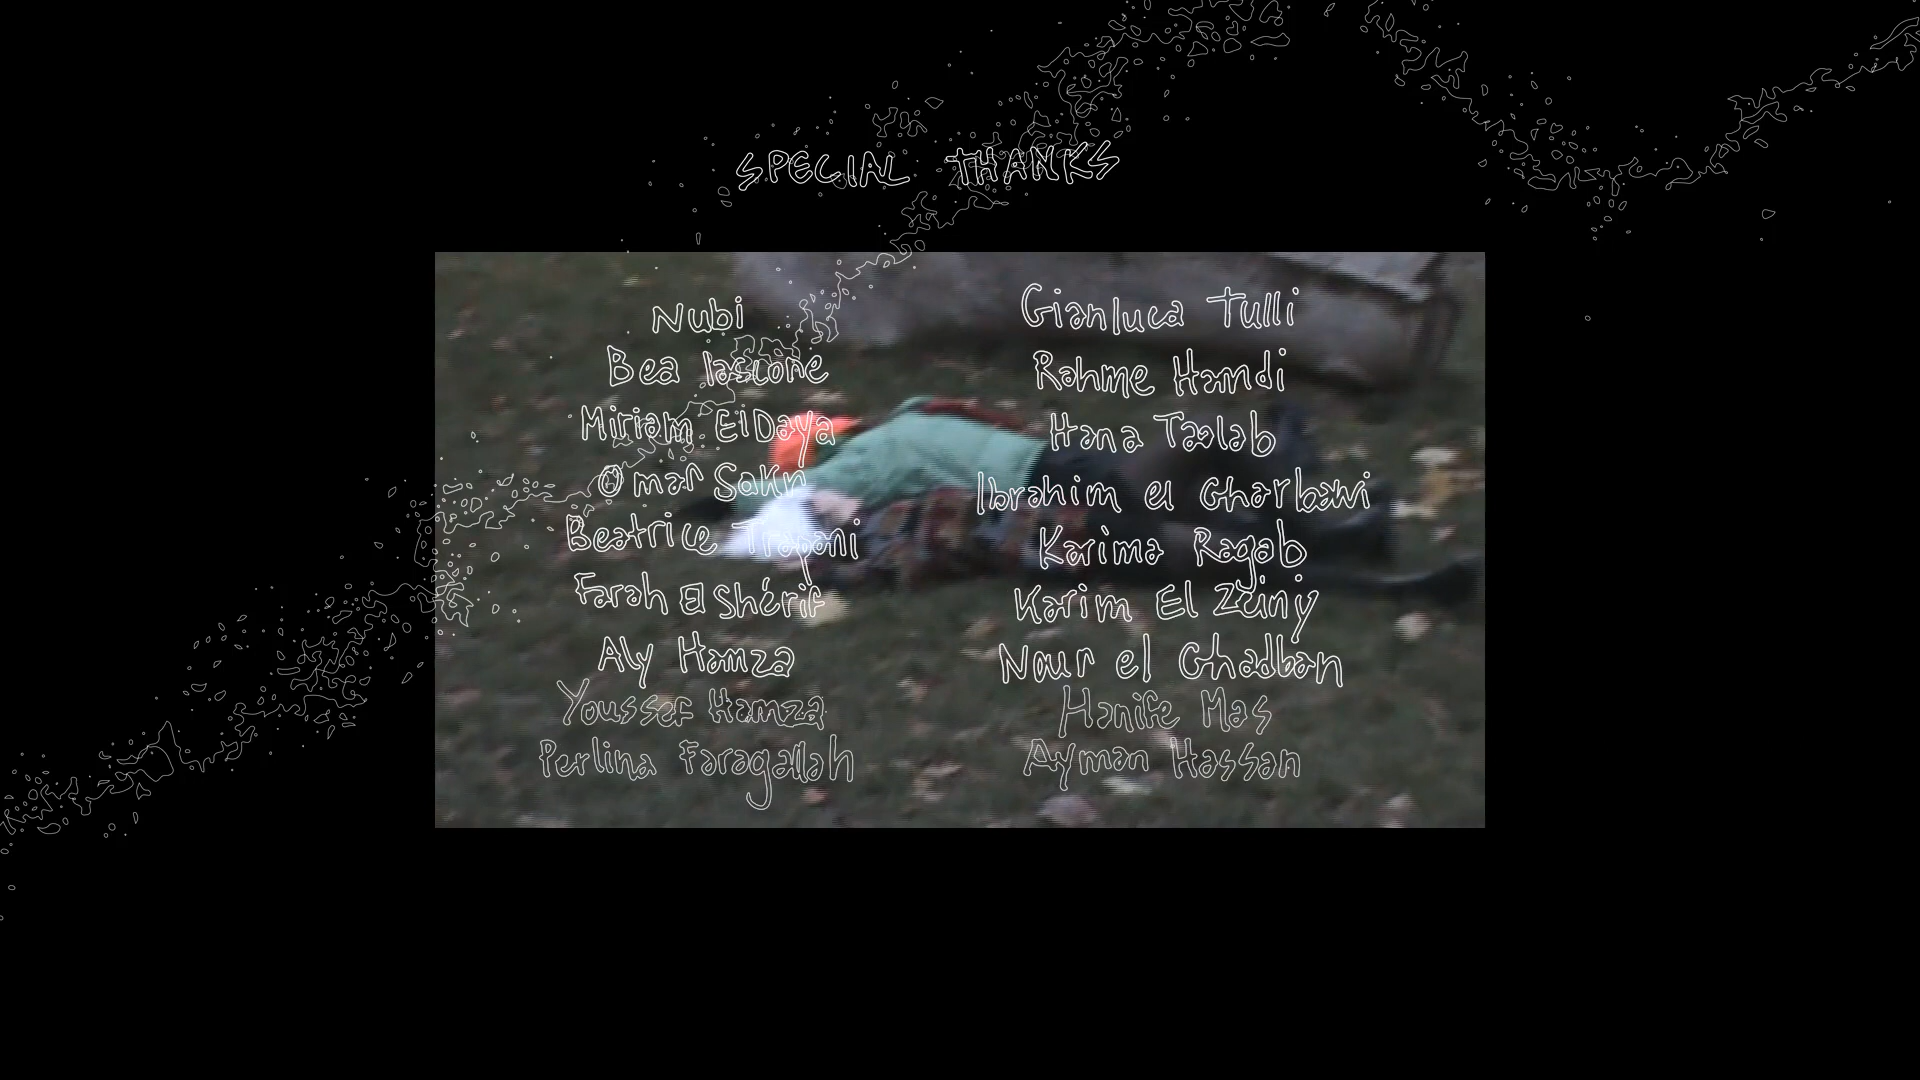 SPECIAL THANKS
Nubi
Bea Iascone
Miriam ElDaya
Omar Sakr
Beatrice Trapani
Farah El Shérif
Aly Hamza
Youssef Hamza
Perlina Faragallah
Gianluca Tulli
Rahme Hamdi
Hana Taolab
Ibrahim el Gharbawi
Karima Ragab
Karim El Zeiny
Nour el Ghadban
Hanife Mas
Ayman Hassan